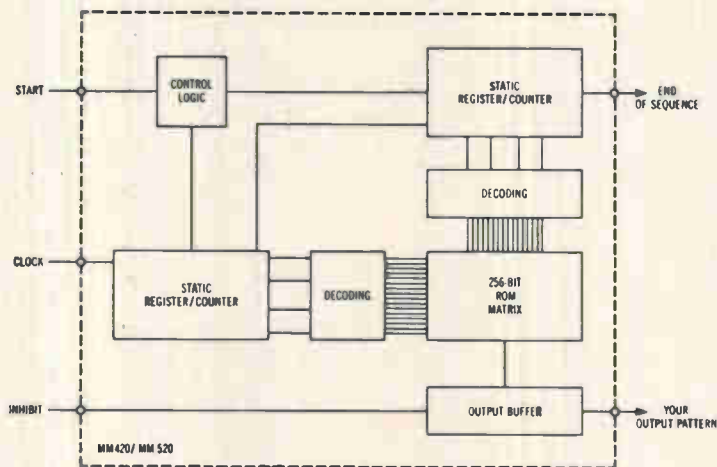 START
CONTROL
LOGIC
STATIC
REGISTER/COUNTER
END
OF SEQUENCE
DECODING
CLOCK
STATIC
REGISTER/COUNTER
DECODING
256-BIT
ROM
MATRIX
INHIBIT
OUTPUT BUFFER
YOUR
OUTPUT PATTERN
MM420/MM520